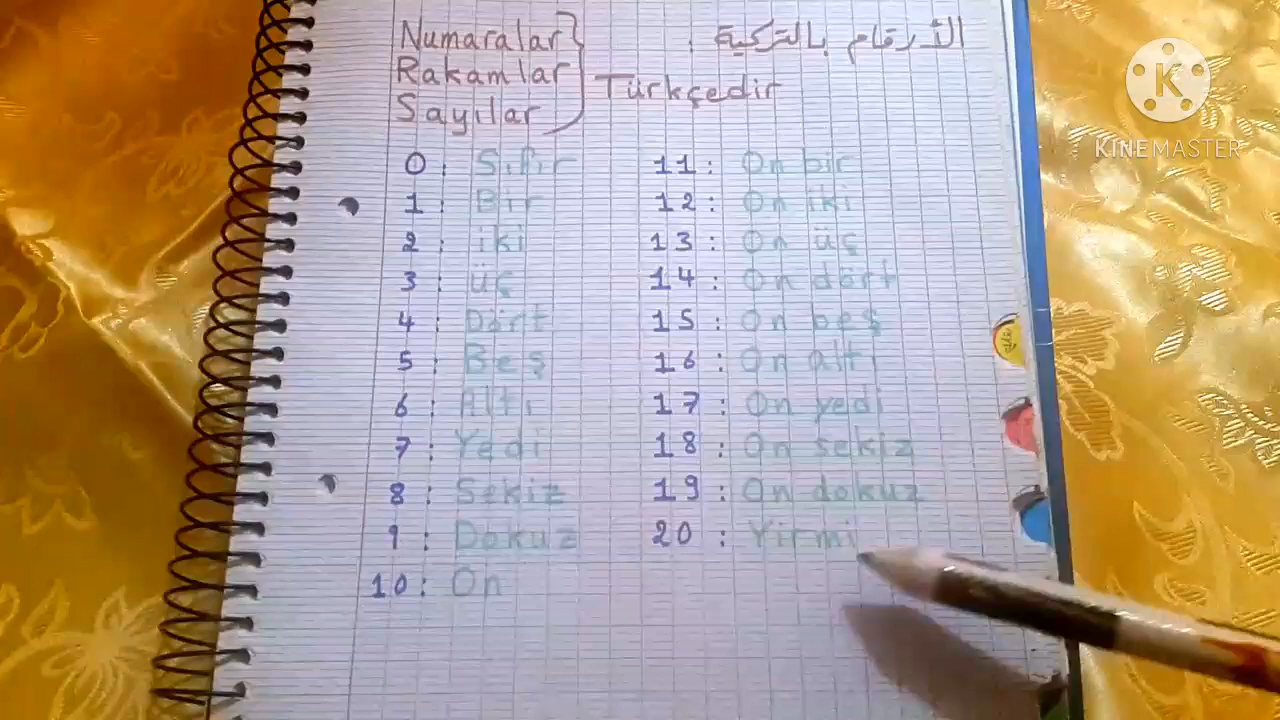 الأرقام بالتركية :
Numaralar
Rakamlar
Sayılar
Türkçedir
0 : Sıfır
1 : Bir
2 : iki
3 : üç
4 : Dört
5 : Beş
6 : Altı
7 : Yedi
8 : Sekiz
9 : Dokuz
10 : On
11 : On bir
12 : On iki
13 : On üç
14 : On dört
15 : On beş
16 : On altı
17 : On yedi
18 : On sekiz
19 : On dokuz
20 : Yirmi
KINEMASTER